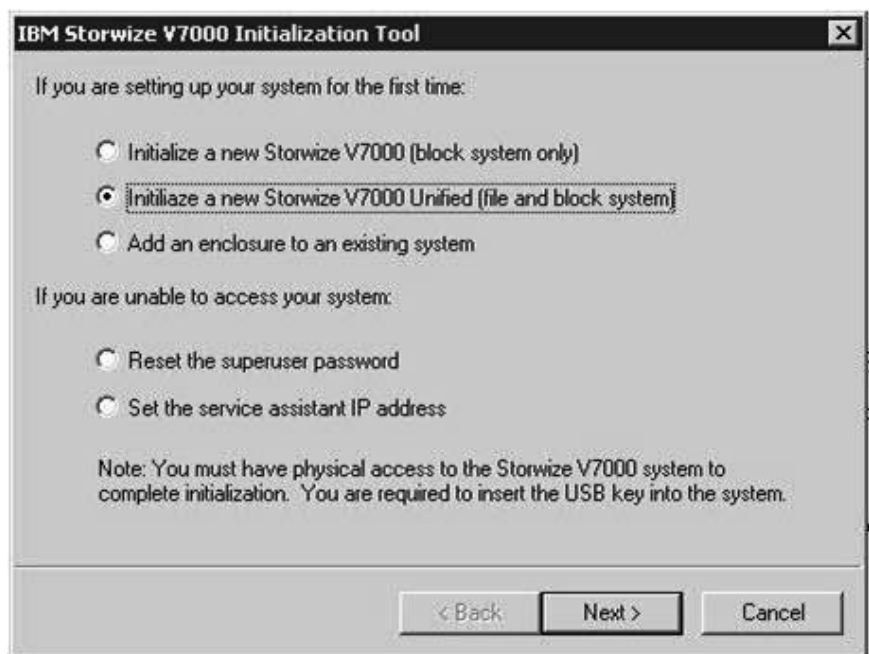 IBM Storwize V7000 Initialization Tool
If you are setting up your system for the first time:
Initialize a new Storwize V7000 (block system only)
Initiliaze a new Storwize V7000 Unified (file and block system)
Add an enclosure to an existing system
If you are unable to access your system:
Reset the superuser password
Set the service assistant IP address
Note: You must have physical access to the Storwize V7000 system to
complete initialization. You are required to insert the USB key into the system.
< Back
Next >
Cancel